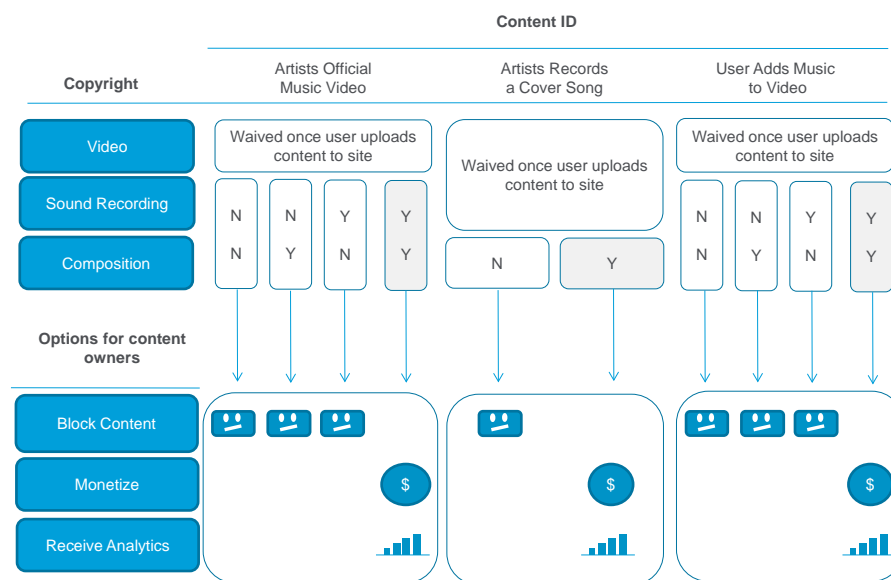 Content ID
Copyright
Artists Official
Music Video
Artists Records
a Cover Song
User Adds Music
to Video
Video
Waived once user uploads
content to site
Waived once user uploads
content to site
Waived once user uploads
content to site
Sound Recording
N N Y Y
N N Y Y
Composition
N Y N Y
N Y
N Y N Y
Options for content
owners
Block Content
Monetize
$ $ $
Receive Analytics